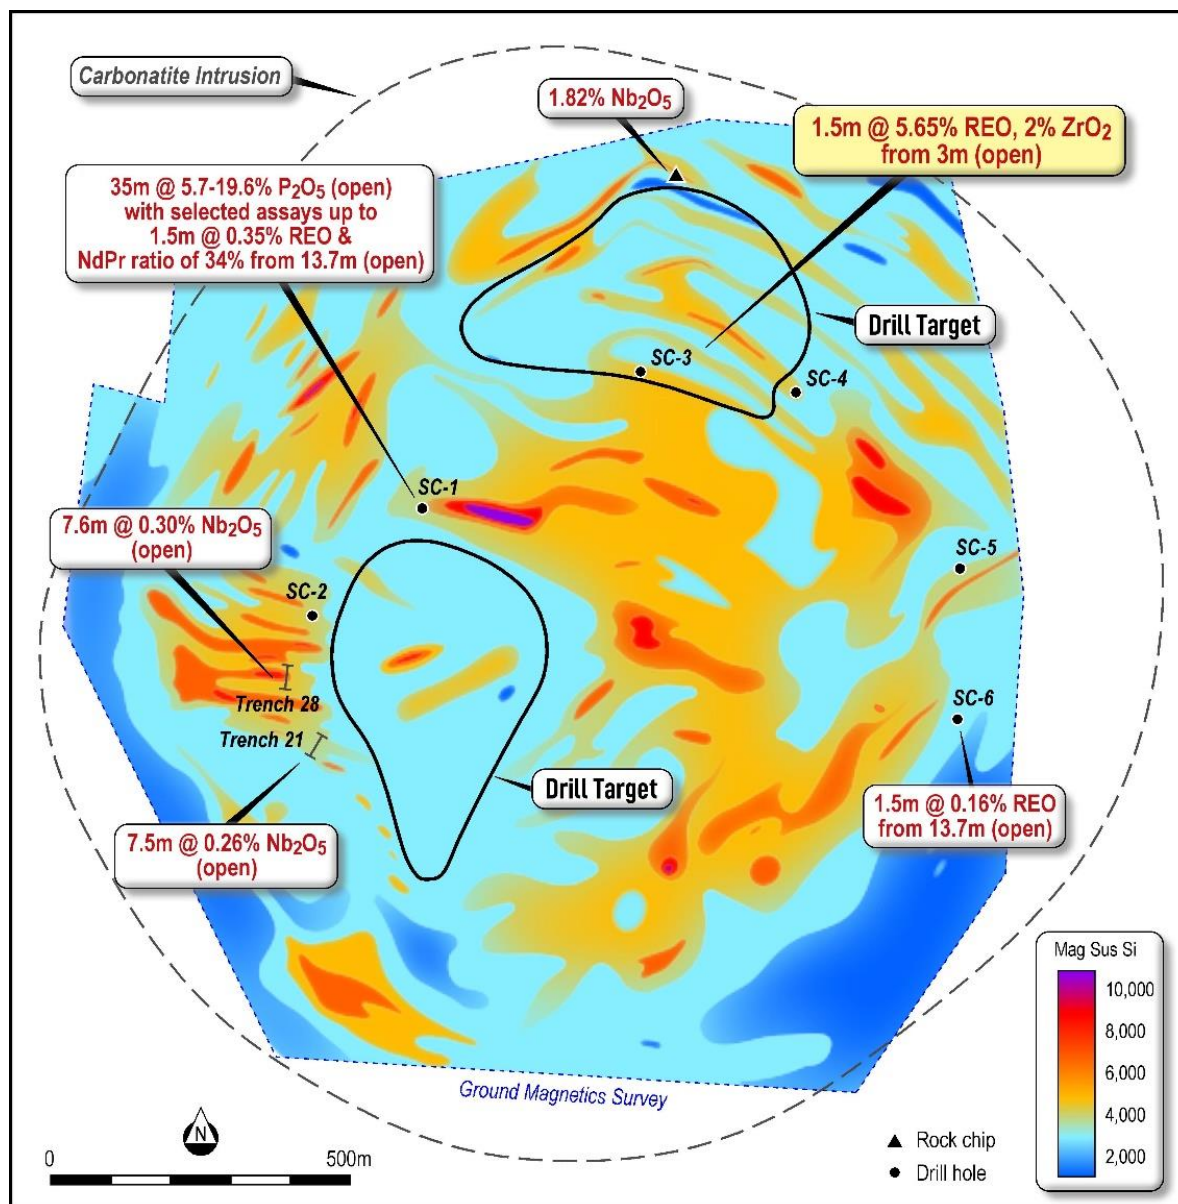 Carbonatite Intrusion
1.82% Nb₂O₅
1.5m @ 5.65% REO, 2% ZrO₂
from 3m (open)
35m @ 5.7-19.6% P₂O₅ (open)
with selected assays up to
1.5m @ 0.35% REO &
NdPr ratio of 34% from 13.7m (open)
Drill Target
SC-3
SC-4
SC-1
7.6m @ 0.30% Nb₂O₅
(open)
SC-5
SC-2
Trench 28
SC-6
Trench 21
Drill Target
1.5m @ 0.16% REO
from 13.7m (open)
7.5m @ 0.26% Nb₂O₅
(open)
Mag Sus Si
10,000
8,000
6,000
4,000
2,000
Ground Magnetics Survey
N
0 500m
Rock chip
Drill hole